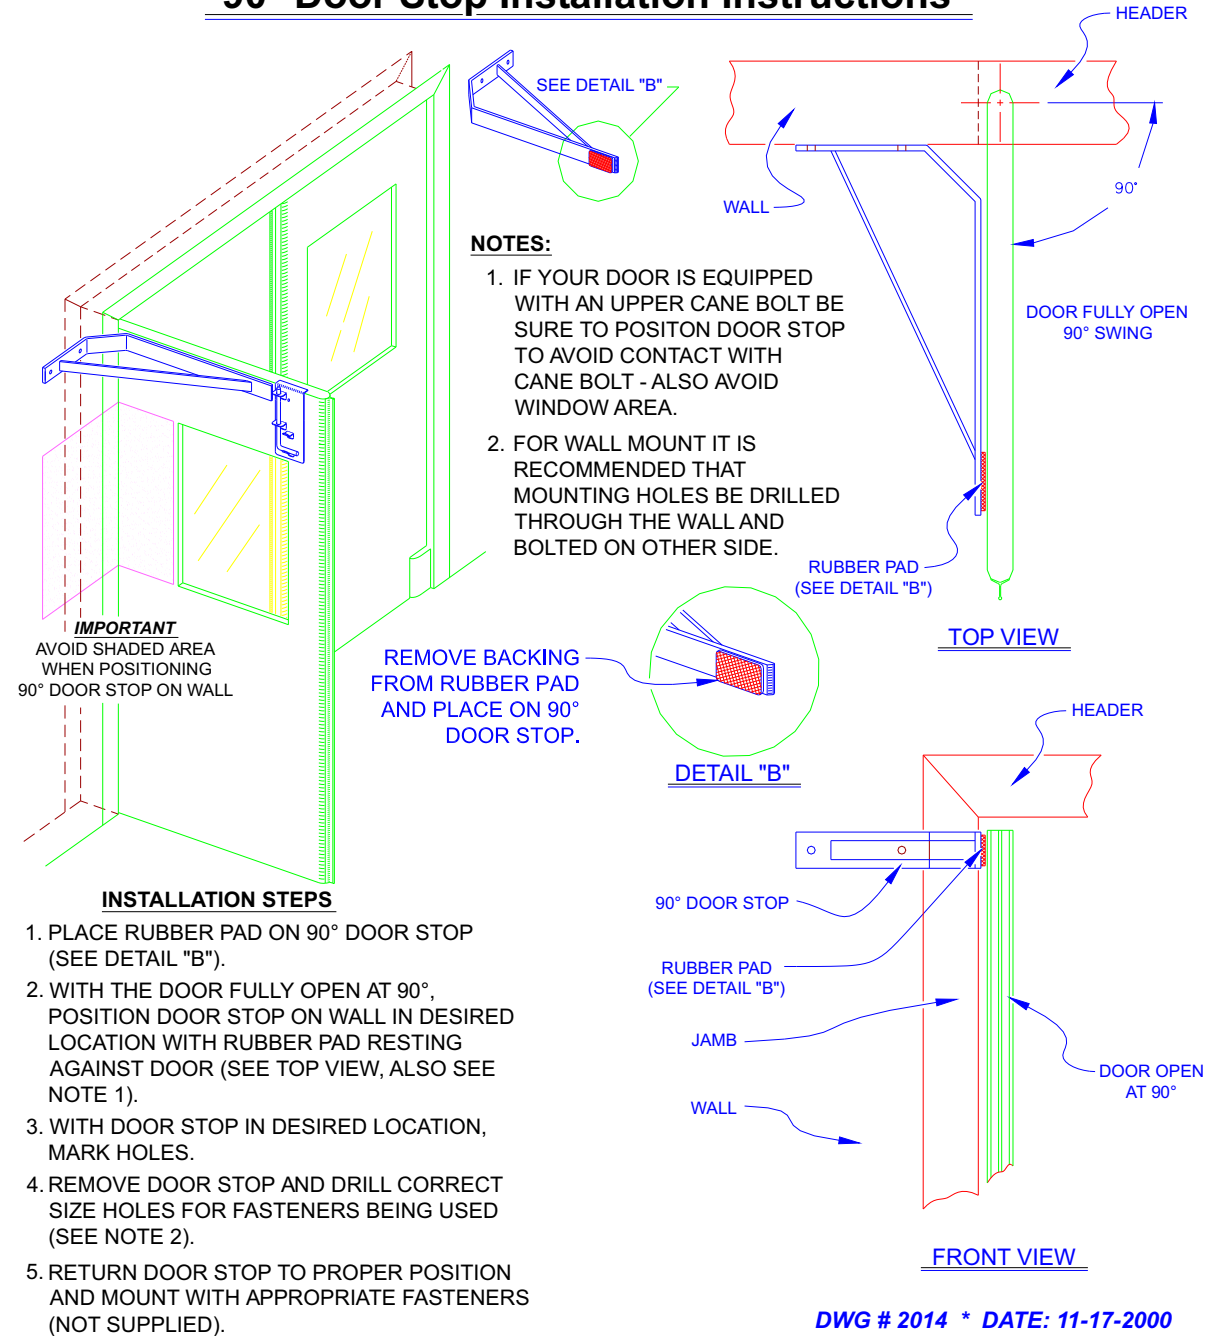 90° Door Stop Installation Instructions
HEADER
SEE DETAIL "B"
90°
WALL
DOOR FULLY OPEN
90° SWING
RUBBER PAD
(SEE DETAIL "B")
TOP VIEW
NOTES:
1. IF YOUR DOOR IS EQUIPPED
WITH AN UPPER CANE BOLT BE
SURE TO POSITON DOOR STOP
TO AVOID CONTACT WITH
CANE BOLT - ALSO AVOID
WINDOW AREA.
2. FOR WALL MOUNT IT IS
RECOMMENDED THAT
MOUNTING HOLES BE DRILLED
THROUGH THE WALL AND
BOLTED ON OTHER SIDE.
IMPORTANT
AVOID SHADED AREA
WHEN POSITIONING
90° DOOR STOP ON WALL
REMOVE BACKING
FROM RUBBER PAD
AND PLACE ON 90°
DOOR STOP.
DETAIL "B"
HEADER
90° DOOR STOP
RUBBER PAD
(SEE DETAIL "B")
JAMB
WALL
DOOR OPEN
AT 90°
FRONT VIEW
INSTALLATION STEPS
1. PLACE RUBBER PAD ON 90° DOOR STOP
(SEE DETAIL "B").
2. WITH THE DOOR FULLY OPEN AT 90°,
POSITION DOOR STOP ON WALL IN DESIRED
LOCATION WITH RUBBER PAD RESTING
AGAINST DOOR (SEE TOP VIEW, ALSO SEE
NOTE 1).
3. WITH DOOR STOP IN DESIRED LOCATION,
MARK HOLES.
4. REMOVE DOOR STOP AND DRILL CORRECT
SIZE HOLES FOR FASTENERS BEING USED
(SEE NOTE 2).
5. RETURN DOOR STOP TO PROPER POSITION
AND MOUNT WITH APPROPRIATE FASTENERS
(NOT SUPPLIED).
DWG # 2014 * DATE: 11-17-2000